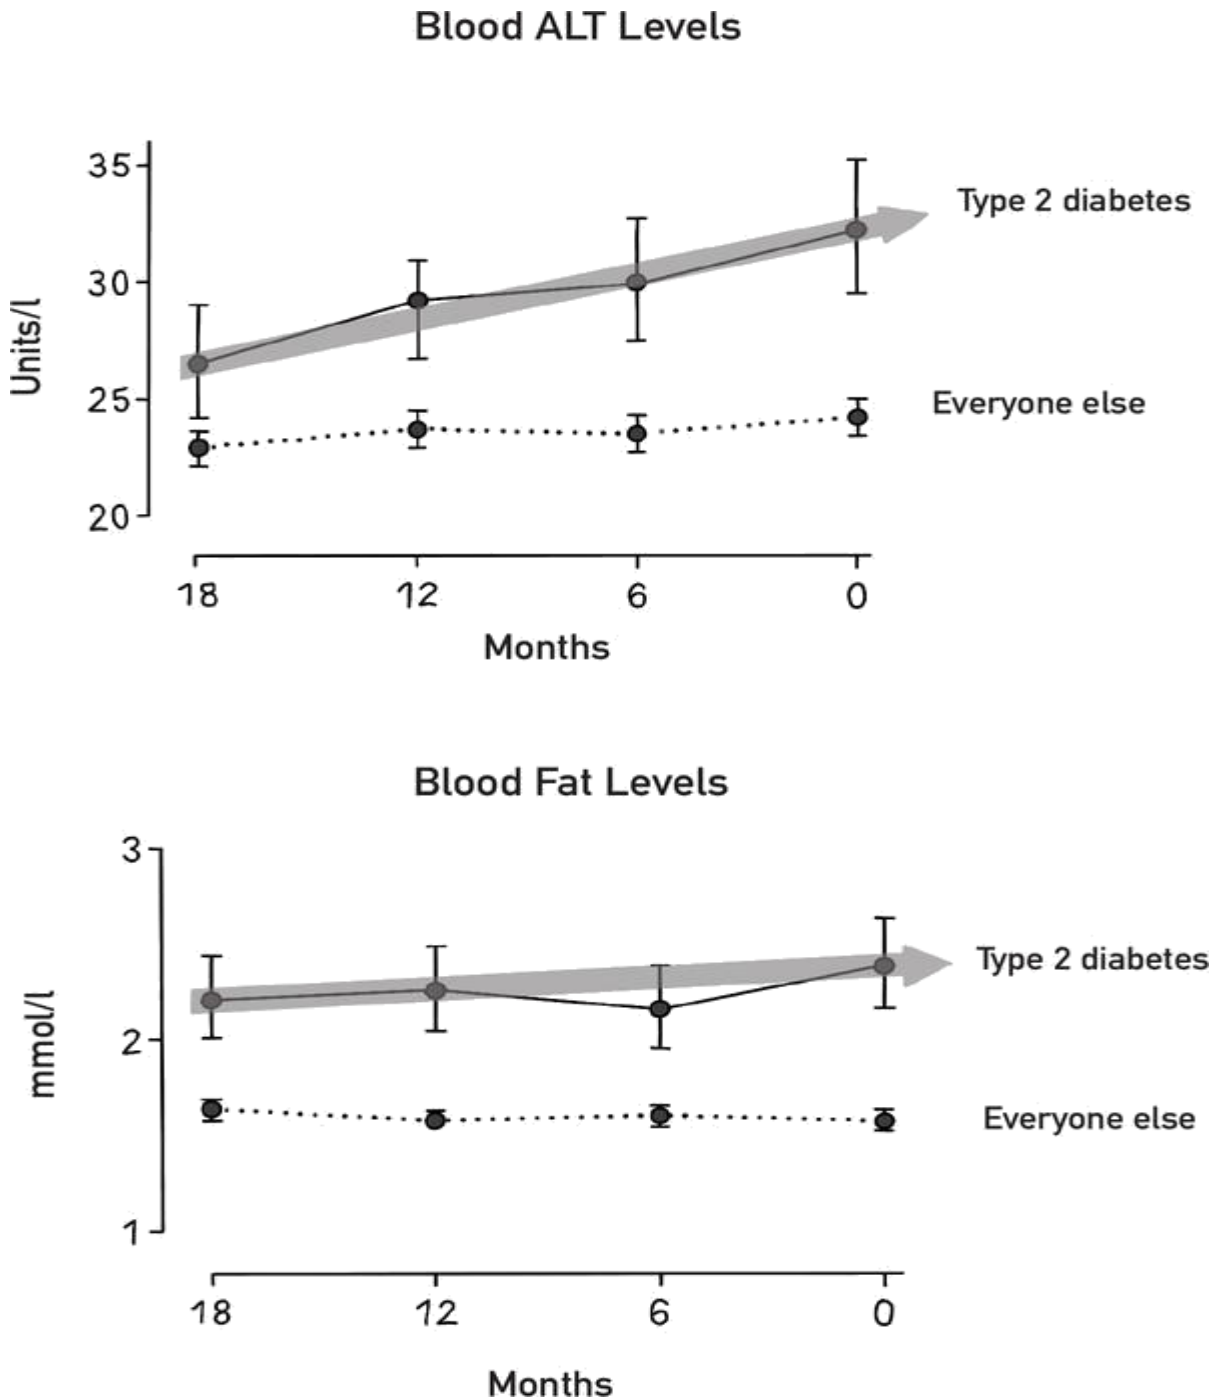 Blood ALT Levels
35
Type 2 diabetes
30
Units/l
25
Everyone else
20
18 12 6 0
Months
Blood Fat Levels
3
Type 2 diabetes
2
mmol/l
Everyone else
1
18 12 6 0
Months